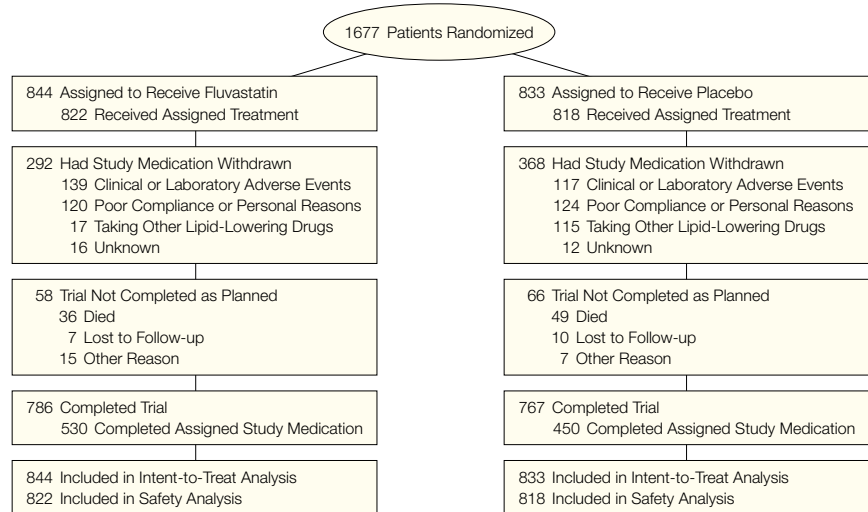 1677 Patients Randomized
844 Assigned to Receive Fluvastatin
822 Received Assigned Treatment
292 Had Study Medication Withdrawn
139 Clinical or Laboratory Adverse Events
120 Poor Compliance or Personal Reasons
17 Taking Other Lipid-Lowering Drugs
16 Unknown
58 Trial Not Completed as Planned
36 Died
7 Lost to Follow-up
15 Other Reason
786 Completed Trial
530 Completed Assigned Study Medication
844 Included in Intent-to-Treat Analysis
822 Included in Safety Analysis
833 Assigned to Receive Placebo
818 Received Assigned Treatment
368 Had Study Medication Withdrawn
117 Clinical or Laboratory Adverse Events
124 Poor Compliance or Personal Reasons
115 Taking Other Lipid-Lowering Drugs
12 Unknown
66 Trial Not Completed as Planned
49 Died
10 Lost to Follow-up
7 Other Reason
767 Completed Trial
450 Completed Assigned Study Medication
833 Included in Intent-to-Treat Analysis
818 Included in Safety Analysis